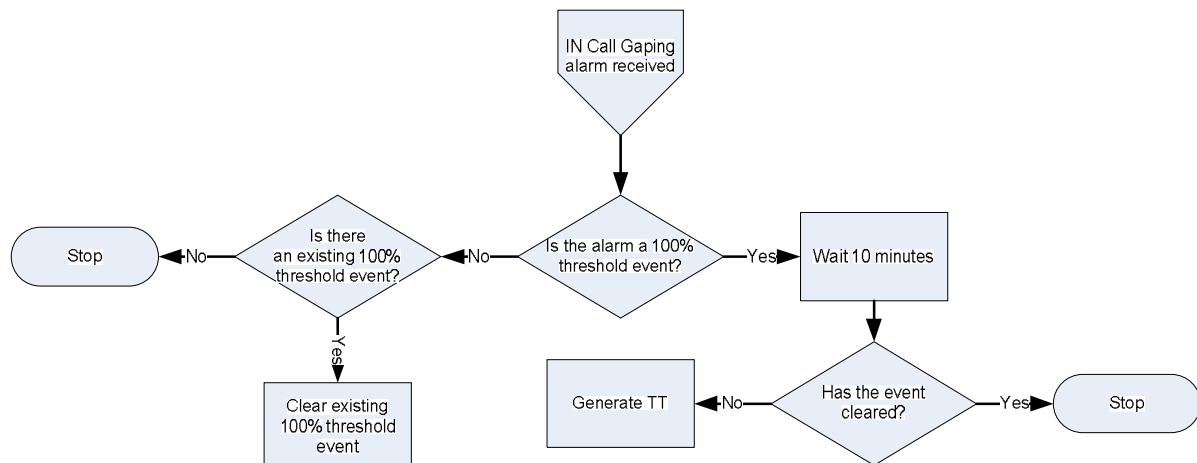 IN Call Gaping
alarm received
Is there
an existing 100%
threshold event?
Is the alarm a 100%
threshold event?
Stop
No
No
Yes
Wait 10 minutes
Yes
Clear existing
100% threshold
event
Generate TT
No
Has the event
cleared?
Yes
Stop